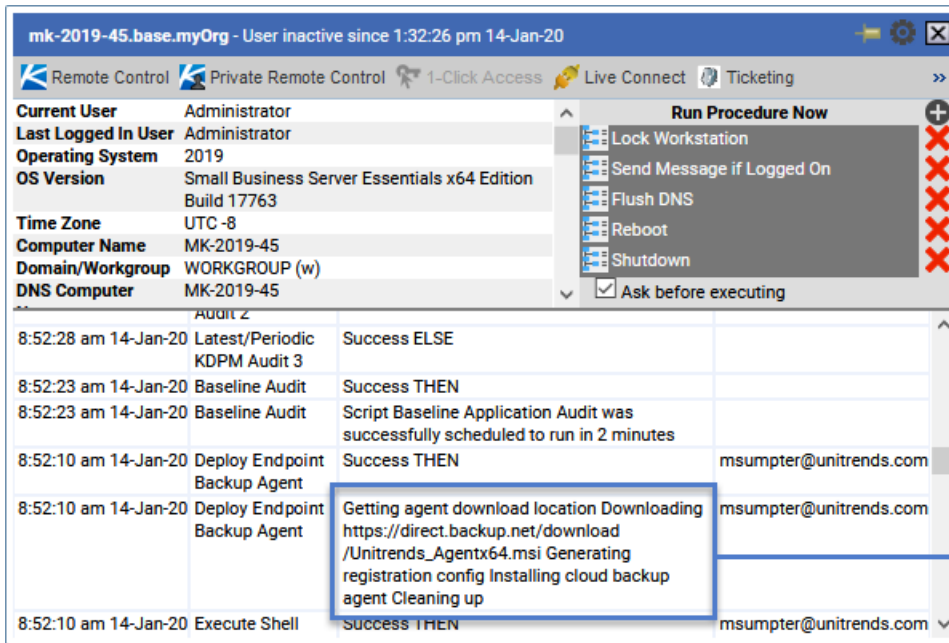 mk-2019-45.base.myOrg - User inactive since 1:32:26 pm 14-Jan-20
Remote Control Private Remote Control 1-Click Access Live Connect Ticketing »
Current User Administrator
Last Logged In User Administrator
Operating System 2019
OS Version Small Business Server Essentials x64 Edition
Build 17763
Time Zone UTC -8
Computer Name MK-2019-45
Domain/Workgroup WORKGROUP (w)
DNS Computer MK-2019-45
Run Procedure Now
Lock Workstation
Send Message if Logged On
Flush DNS
Reboot
Shutdown
Ask before executing
Audit 2
8:52:28 am 14-Jan-20 Latest/Periodic Success ELSE
KDPM Audit 3
8:52:23 am 14-Jan-20 Baseline Audit Success THEN
8:52:23 am 14-Jan-20 Baseline Audit Script Baseline Application Audit was
successfully scheduled to run in 2 minutes
8:52:10 am 14-Jan-20 Deploy Endpoint Success THEN msumpter@unitrends.com
Backup Agent
8:52:10 am 14-Jan-20 Deploy Endpoint Getting agent download location Downloading msumpter@unitrends.com
Backup Agent https://direct.backup.net/download
/Unitrends_Agentx64.msi Generating
registration config Installing cloud backup
agent Cleaning up
8:52:10 am 14-Jan-20 Execute Shell Success THEN msumpter@unitrends.com